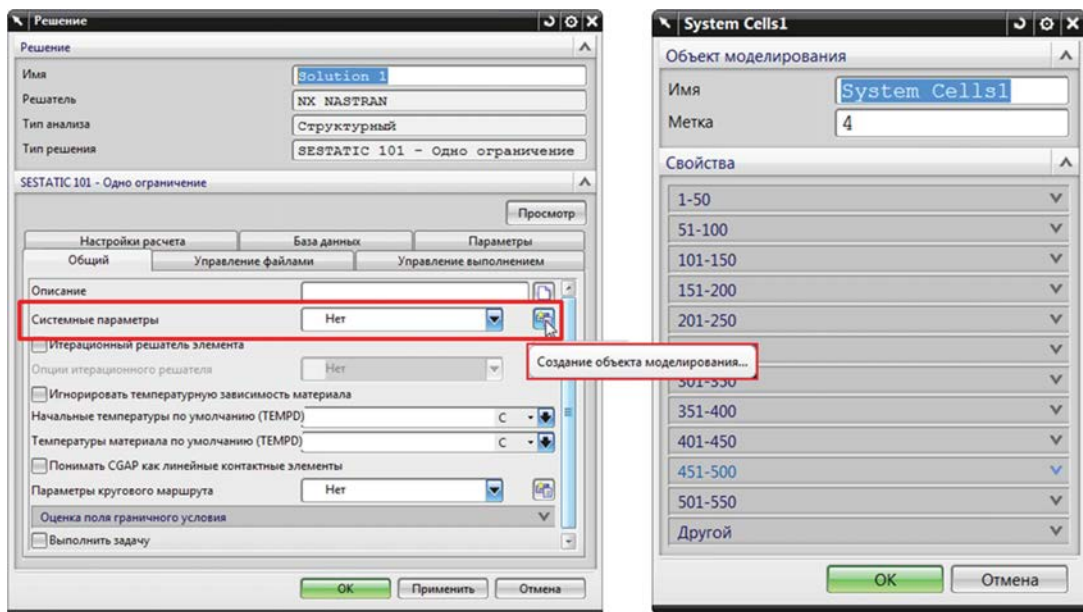 Решение
Решение
Имя
Solution 1
Решатель
NX NASTRAN
Тип анализа
Структурный
Тип решения
SESTATIC 101 - Одно ограничение
SESTATIC 101 - Одно ограничение
Просмотр
Настройки расчета База данных Параметры
Общий Управление файлами Управление выполнением
Описание
Системные параметры Нет
Итерационный решатель элемента
Опции итерационного решателя Нет
Игнорировать температурную зависимость материала
Начальные температуры по умолчанию (TEMPD) C
Температуры материала по умолчанию (TEMPD) C
Понимать CGAP как линейные контактные элементы
Параметры кругового маршрута Нет
Оценка поля граничного условия
Выполнить задачу
ОК Применить Отмена
Создание объекта моделирования...
System Cells1
Объект моделирования
Имя System Cells1
Метка 4
Свойства
1-50
51-100
101-150
151-200
201-250
301-350
351-400
401-450
451-500
501-550
Другой
ОК Отмена